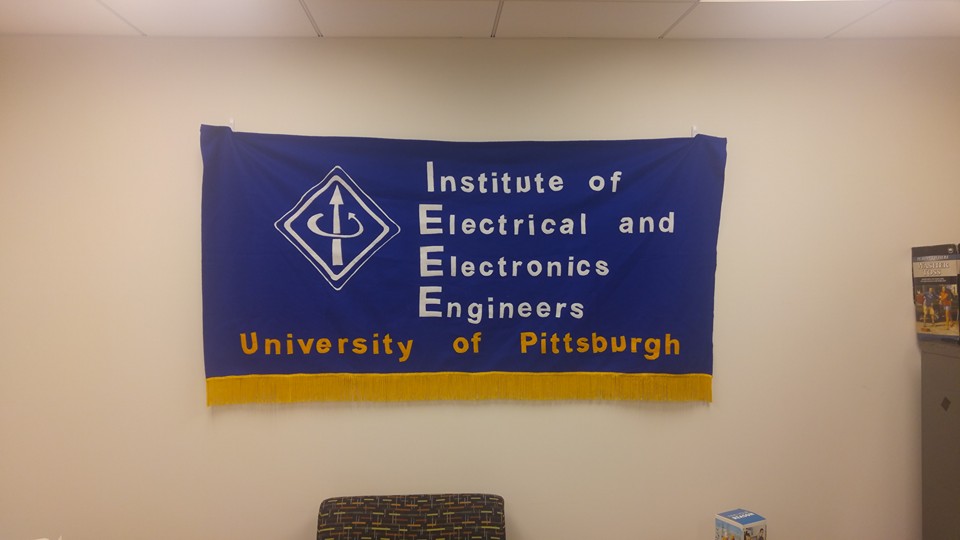 Institute of
Electrical and
Electronics
Engineers
University of Pittsburgh